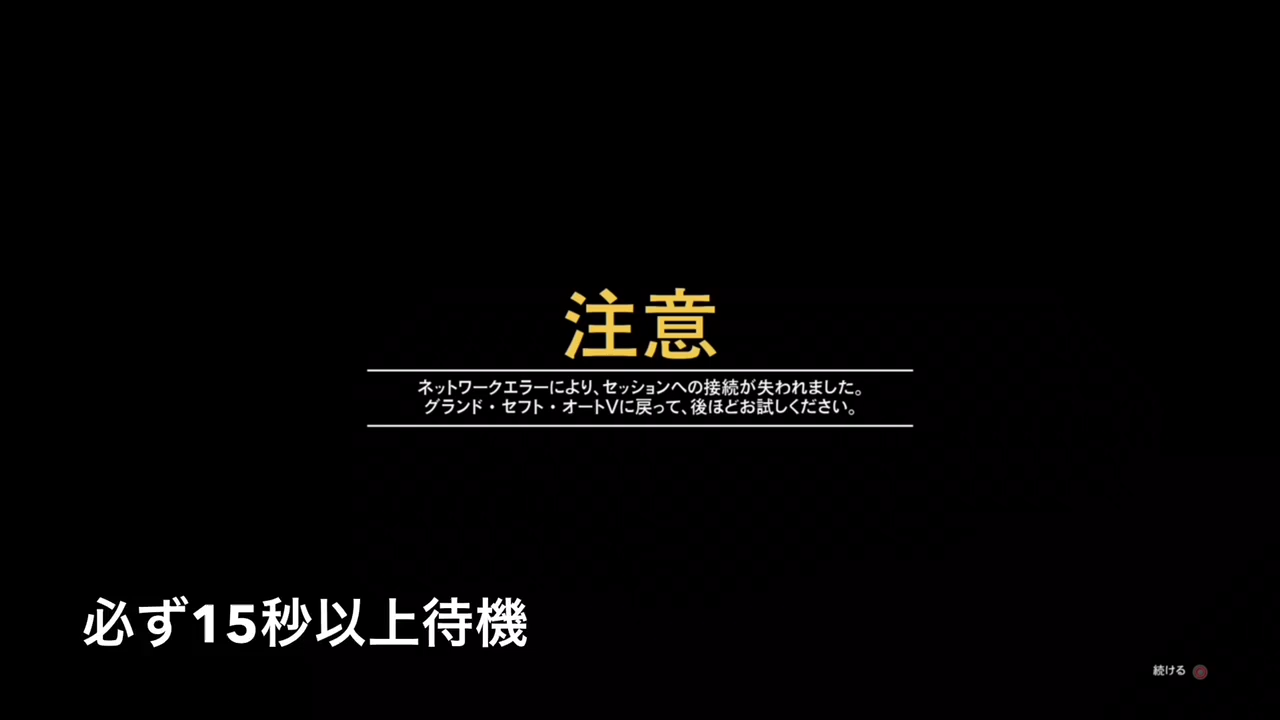 注意
ネットワークエラーにより、セッションへの接続が失われました。
グランド・セフト・オートVに戻って、後ほどお試しください。
必ず15秒以上待機
続ける